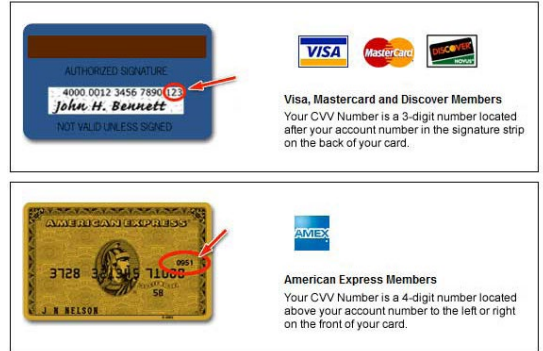 AUTHORIZED SIGNATURE
4000 0012 3456 7890 123
John H. Bennett
NOT VALID UNLESS SIGNED
VISA
MasterCard
DISCOVER
NOVUS
Visa, Mastercard and Discover Members
Your CVV Number is a 3-digit number located
after your account number in the signature strip
on the back of your card.
AMERICAN EXPRESS
0951
3728
58
J N NELSON
AMEX
American Express Members
Your CVV Number is a 4-digit number located
above your account number to the left or right
on the front of your card.